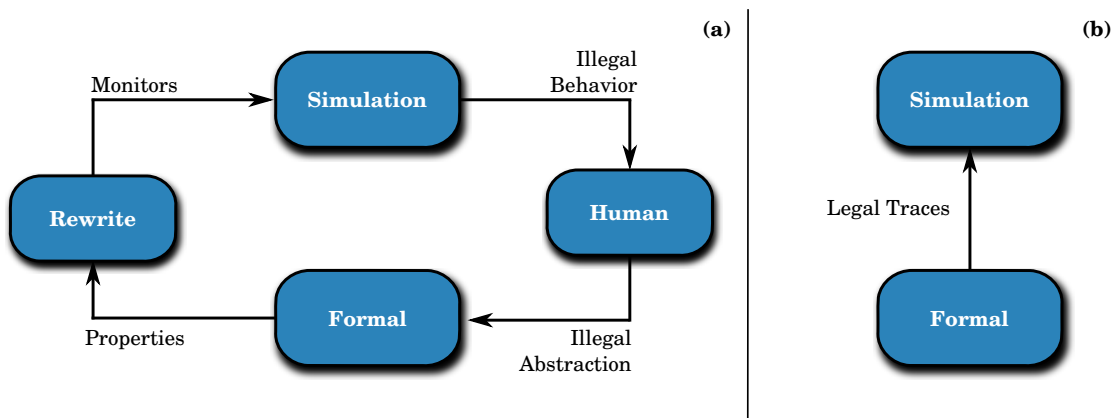 (a)
Illegal
Behavior
Monitors
Simulation
Rewrite
Human
Formal
Properties
Illegal
Abstraction
(b)
Simulation
Legal Traces
Formal